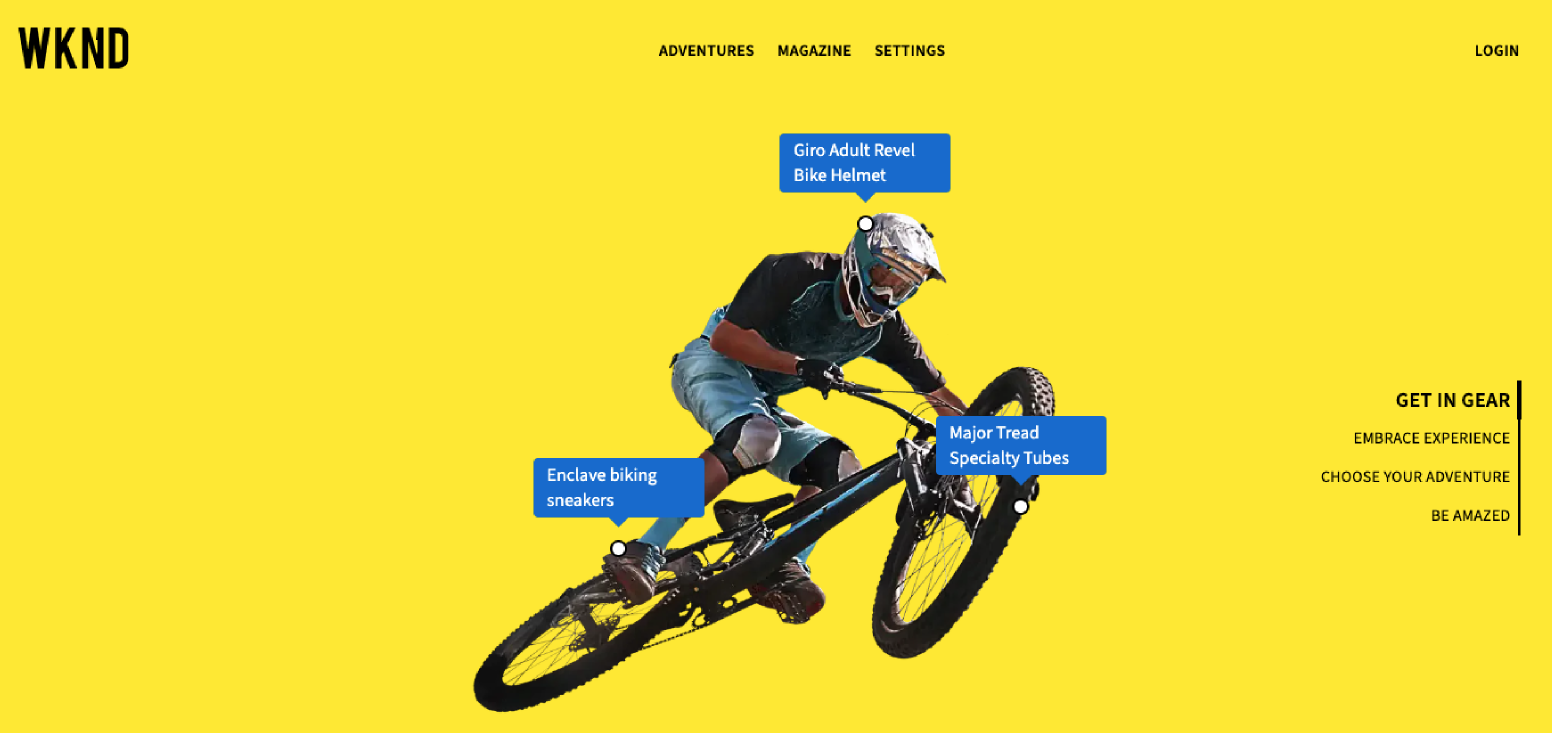 WKND
ADVENTURES MAGAZINE SETTINGS
LOGIN
Giro Adult Revel
Bike Helmet
Major Tread
Specialty Tubes
Enclave biking
sneakers
GET IN GEAR
EMBRACE EXPERIENCE
CHOOSE YOUR ADVENTURE
BE AMAZED